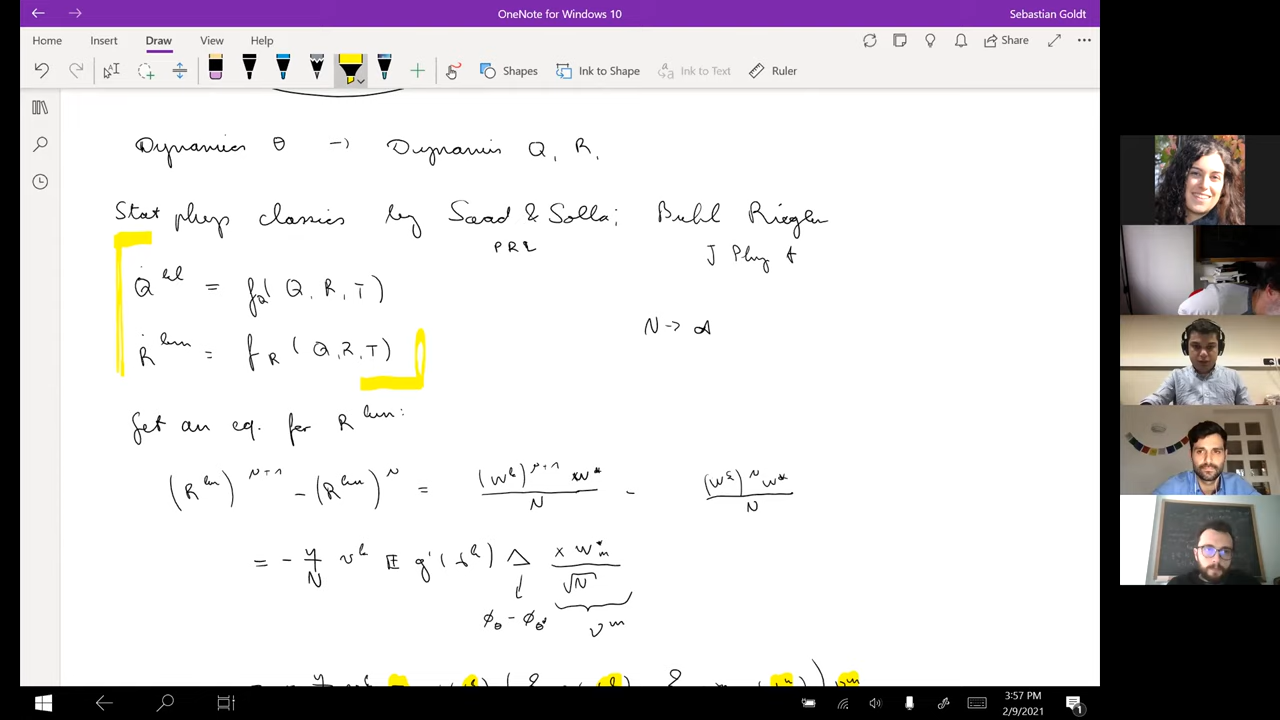 OneNote for Windows 10
Sebastian Goldt
Home Insert Draw View Help
Share
Shapes Ink to Shape Ink to Text Ruler
Dynamics θ → Dynamics Q, R,
Stat phys classics by Saad & Solla; Biehl Riegler
PRL J Phys A
Q̇^{kl} = f_Q( Q, R, T )
N → ∞
Ṙ^{km} = f_R ( Q, R, T )
Get an eq. for R^{km}:
(R^{km})^{μ+1} - (R^{km})^{μ} = (w^k)^{μ+1} w* / N - (w^k)^{μ} w* / N
= - η/N v^k 𝔼 g'(λ^k) Δ x w*_m / √N
ϕ_θ - ϕ_θ* ν^m
3:57 PM
2/9/2021
1